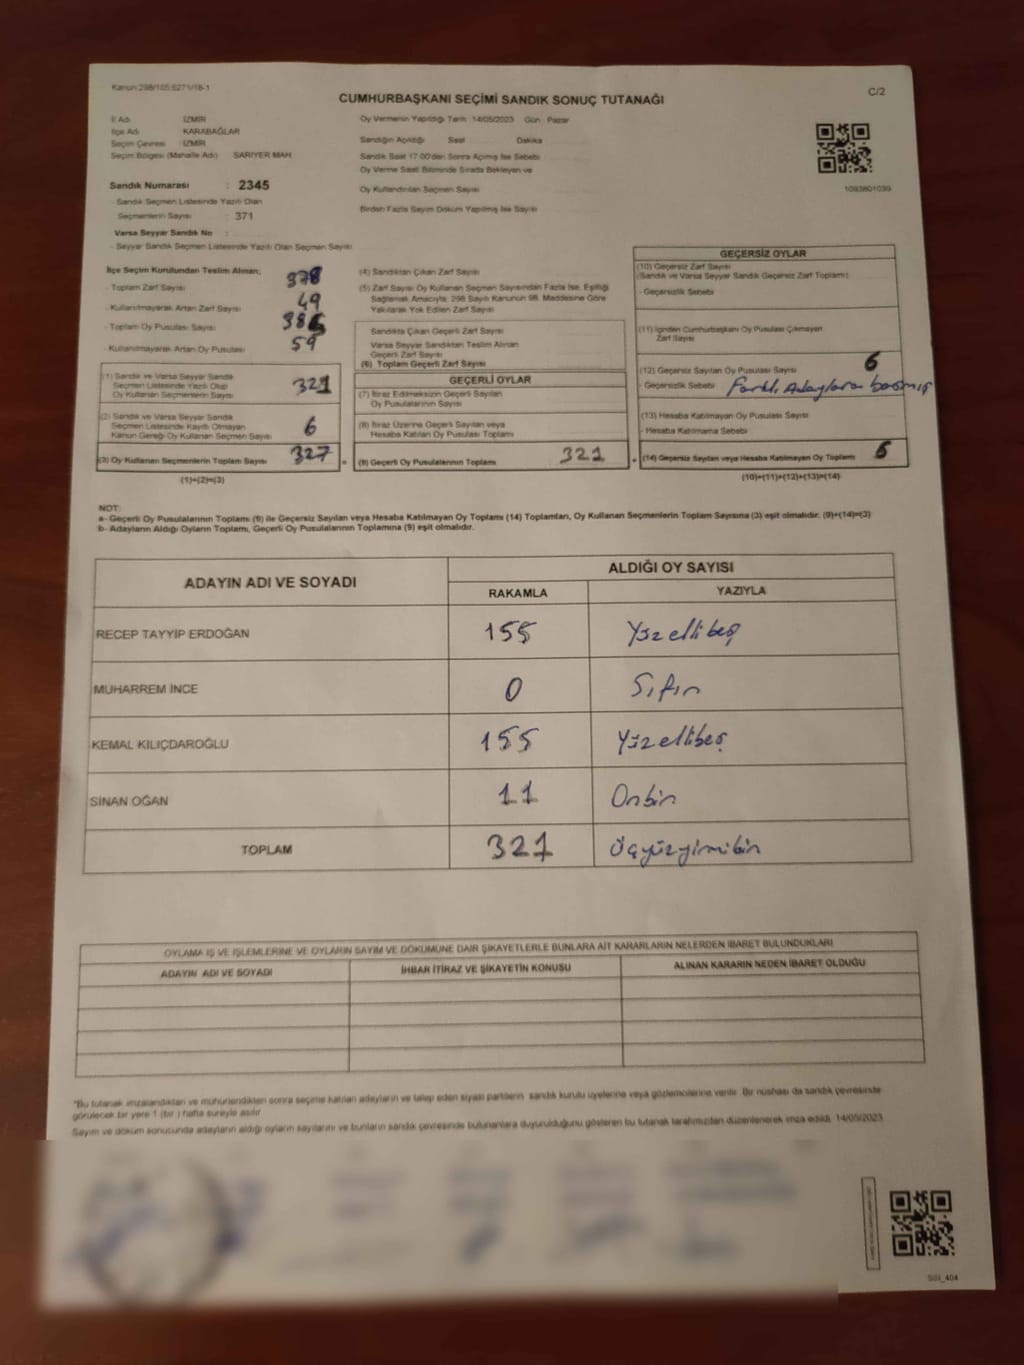 Kanun:298/105;6271/18-1
CUMHURBAŞKANI SEÇİMİ SANDIK SONUÇ TUTANAĞI
C/2
İl Adı İZMİR
İlçe Adı KARABAĞLAR
Seçim Çevresi İZMİR
Seçim Bölgesi (Mahalle Adı) SARIYER MAH
Oy Vermenin Yapıldığı Tarih 14/05/2023 Gün Pazar
Sandığın Açıldığı Saat Dakika
Sandık Saat 17:00'den Sonra Açılmış İse Sebebi
Oy Verme Saati Bitiminde Sırada Bekleyen ve
Oy Kullandırılan Seçmen Sayısı
Birden Fazla Sayım Döküm Yapılmış İse Sayısı
1093801039
Sandık Numarası : 2345
- Sandık Seçmen Listesinde Yazılı Olan
Seçmenlerin Sayısı : 371
Varsa Seyyar Sandık No :
- Seyyar Sandık Seçmen Listesinde Yazılı Olan Seçmen Sayısı
İlçe Seçim Kurulundan Teslim Alınan;
- Toplam Zarf Sayısı 378
- Kullanılmayarak Artan Zarf Sayısı 49
- Toplam Oy Pusulası Sayısı
- Kullanılmayarak Artan Oy Pusulası 59
(1) Sandık ve Varsa Seyyar Sandık
Seçmen Listesinde Yazılı Olup
Oy Kullanan Seçmenlerin Sayısı 321
(2) Sandık ve Varsa Seyyar Sandık
Seçmen Listesinde Kayıtlı Olmayan
Kanun Gereği Oy Kullanan Seçmen Sayısı 6
(3) Oy Kullanan Seçmenlerin Toplam Sayısı 327
(1)+(2)=(3)
(4) Sandıktan Çıkan Zarf Sayısı
(5) Zarf Sayısı Oy Kullanan Seçmen Sayısından Fazla İse, Eşitliği
Sağlamak Amacıyla, 298 Sayılı Kanunun 98. Maddesine Göre
Yakılarak Yok Edilen Zarf Sayısı
Sandıkta Çıkan Geçerli Zarf Sayısı
Varsa Seyyar Sandıktan Teslim Alınan
Geçerli Zarf Sayısı
(6) Toplam Geçerli Zarf Sayısı
GEÇERLİ OYLAR
(7) İtiraz Edilmeksizin Geçerli Sayılan
Oy Pusulalarının Sayısı
(8) İtiraz Üzerine Geçerli Sayılan veya
Hesaba Katılan Oy Pusulası Toplamı
= (9) Geçerli Oy Pusulalarının Toplamı 321
GEÇERSİZ OYLAR
(10) Geçersiz Zarf Sayısı
(Sandık ve Varsa Seyyar Sandık Geçersiz Zarf Toplamı)
- Geçersizlik Sebebi
(11) İçinden Cumhurbaşkanı Oy Pusulası Çıkmayan
Zarf Sayısı
(12) Geçersiz Sayılan Oy Pusulası Sayısı 6
- Geçersizlik Sebebi Farklı Adaylara basmış
(13) Hesaba Katılmayan Oy Pusulası Sayısı
- Hesaba Katılmama Sebebi
+ (14) Geçersiz Sayılan veya Hesaba Katılmayan Oy Toplamı 6
(10)+(11)+(12)+(13)=(14)
NOT:
a- Geçerli Oy Pusulalarının Toplamı (9) ile Geçersiz Sayılan veya Hesaba Katılmayan Oy Toplamı (14) Toplamları, Oy Kullanan Seçmenlerin Toplam Sayısına (3) eşit olmalıdır. (9)+(14)=(3)
b- Adayların Aldığı Oyların Toplamı, Geçerli Oy Pusulalarının Toplamına (9) eşit olmalıdır.
ADAYIN ADI VE SOYADI
ALDIĞI OY SAYISI
RAKAMLA YAZIYLA
RECEP TAYYİP ERDOĞAN 155 Yüzellibeş
MUHARREM İNCE 0 Sıfır
KEMAL KILIÇDAROĞLU 155 Yüzellibeş
SİNAN OĞAN 11 Onbir
TOPLAM 321 Üçyüzyirmibir
OYLAMA İŞ VE İŞLEMLERİNE VE OYLARIN SAYIM VE DÖKÜMÜNE DAİR ŞİKAYETLERLE BUNLARA AİT KARARLARIN NELERDEN İBARET BULUNDUKLARI
ADAYIN ADI VE SOYADI İHBAR İTİRAZ VE ŞİKAYETİN KONUSU ALINAN KARARIN NEDEN İBARET OLDUĞU
*Bu tutanak imzalandıktan ve mühürlendikten sonra seçime katılan adayların ve talep eden siyasi partilerin sandık kurulu üyelerine veya gözlemcilerine verilir. Bir nüshası da sandık çevresinde
görülecek bir yere 1 (bir ) hafta süreyle asılır
Sayım ve döküm sonucunda adayların aldığı oyların sayılarını ve bunların sandık çevresinde bulunanlara duyurulduğunu gösteren bu tutanak tarafımızdan düzenlenerek imza edildi. 14/05/2023
S01_404